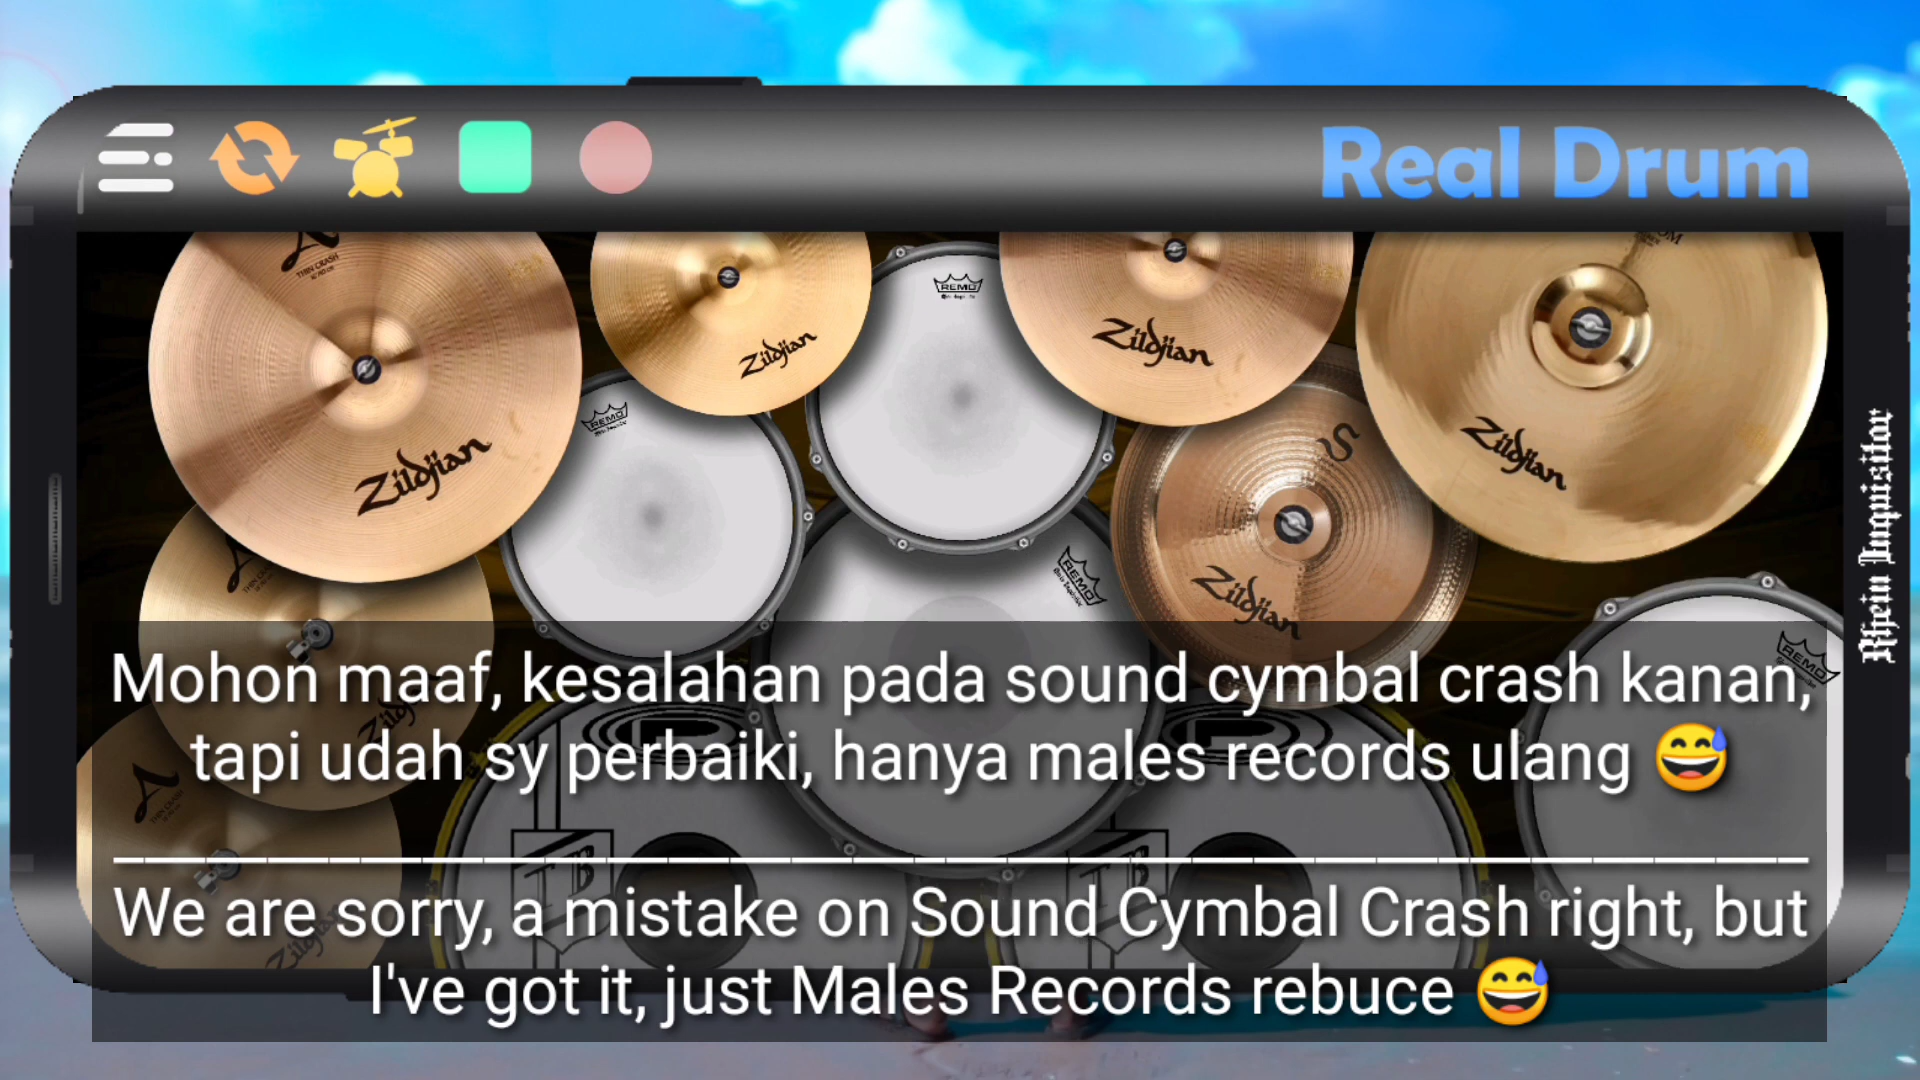 Real Drum
A
THIN CRASH
Zildjian
Zildjian
REMO
Zildjian
Zildjian
REMO
S
Zildjian
REMO
REMO
Rhein Inquisitor
Mohon maaf, kesalahan pada sound cymbal crash kanan,
tapi udah sy perbaiki, hanya males records ulang 😅
We are sorry, a mistake on Sound Cymbal Crash right, but
I've got it, just Males Records rebuce 😅